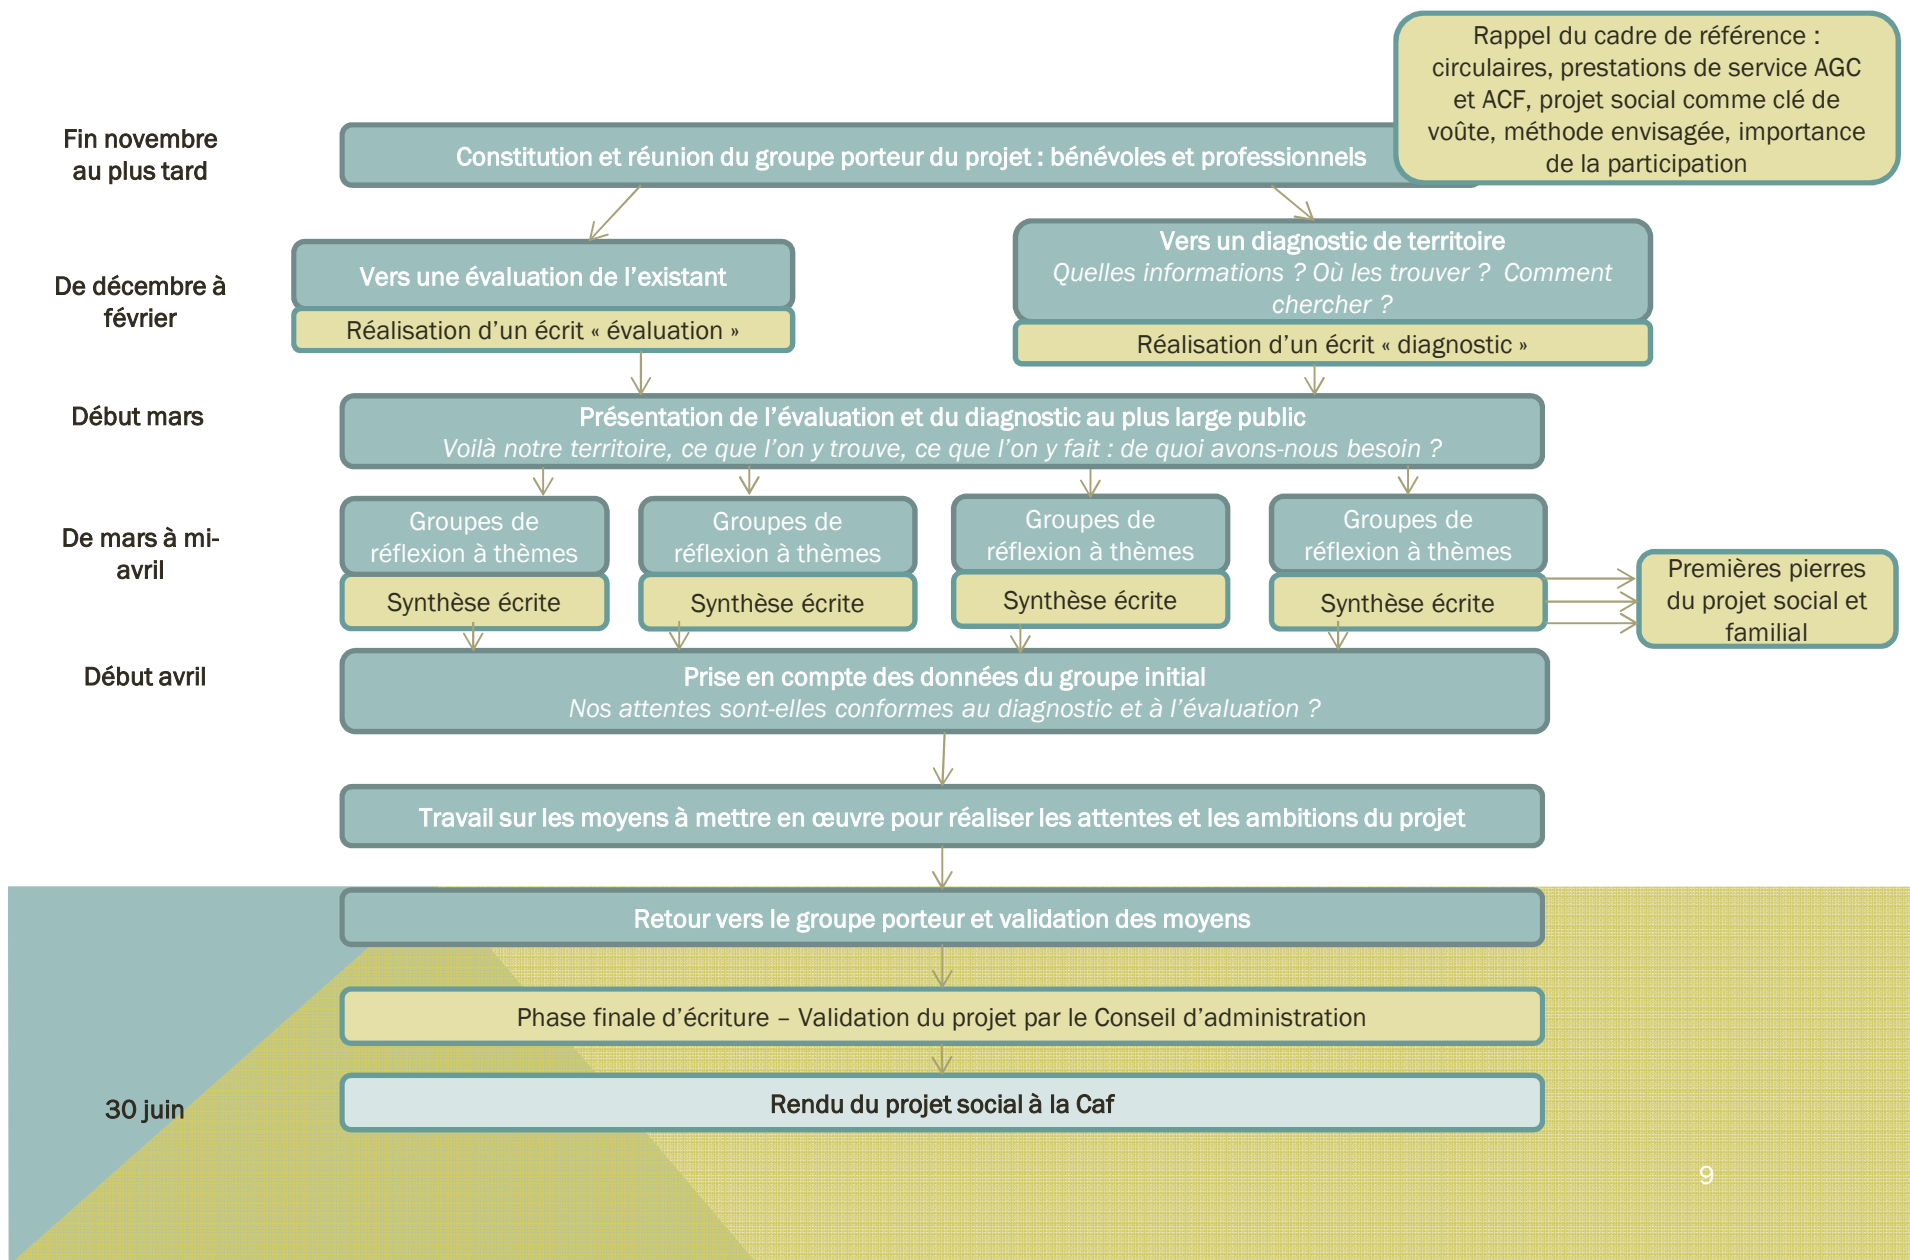 Rappel du cadre de référence :
circulaires, prestations de service AGC
et ACF, projet social comme clé de
voûte, méthode envisagée, importance
de la participation
Fin novembre
au plus tard
Constitution et réunion du groupe porteur du projet : bénévoles et professionnels
De décembre à
février
Vers une évaluation de l’existant
Réalisation d’un écrit « évaluation »
Vers un diagnostic de territoire
Quelles informations ? Où les trouver ? Comment
chercher ?
Réalisation d’un écrit « diagnostic »
Début mars
Présentation de l’évaluation et du diagnostic au plus large public
Voilà notre territoire, ce que l’on y trouve, ce que l’on y fait : de quoi avons-nous besoin ?
De mars à mi-
avril
Groupes de
réflexion à thèmes
Synthèse écrite
Groupes de
réflexion à thèmes
Synthèse écrite
Groupes de
réflexion à thèmes
Synthèse écrite
Groupes de
réflexion à thèmes
Synthèse écrite
Premières pierres
du projet social et
familial
Début avril
Prise en compte des données du groupe initial
Nos attentes sont-elles conformes au diagnostic et à l’évaluation ?
Travail sur les moyens à mettre en œuvre pour réaliser les attentes et les ambitions du projet
Retour vers le groupe porteur et validation des moyens
Phase finale d’écriture – Validation du projet par le Conseil d’administration
30 juin
Rendu du projet social à la Caf
9